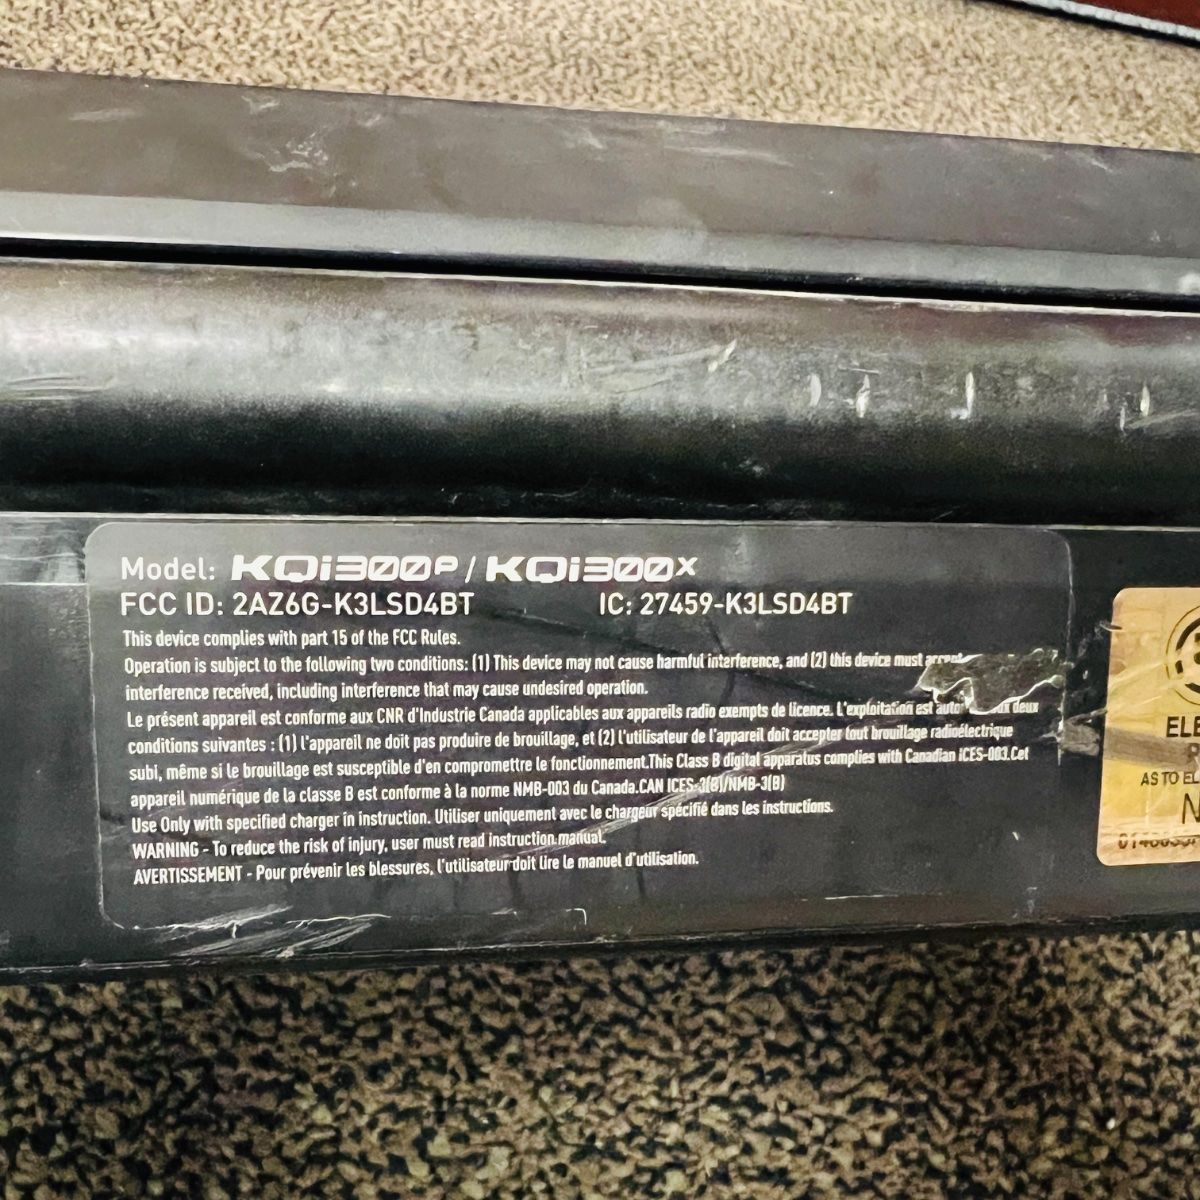 Model: KQi300P / KQi300X
FCC ID: 2AZ6G-K3LSD4BT IC: 27459-K3LSD4BT
This device complies with part 15 of the FCC Rules.
Operation is subject to the following two conditions: (1) This device may not cause harmful interference, and (2) this device must
interference received, including interference that may cause undesired operation.
Le présent appareil est conforme aux CNR d'Industrie Canada applicables aux appareils radio exempts de licence. L'exploitation est deux
conditions suivantes : (1) l'appareil ne doit pas produire de brouillage, et (2) l'utilisateur de l'appareil doit accepter tout brouillage radioélectrique
subi, même si le brouillage est susceptible d'en compromettre le fonctionnement.This Class B digital apparatus complies with Canadian iCES-003.Cet
appareil numérique de la classe B est conforme à la norme NMB-003 du Canada.CAN ICES-3(B)/NMB-3(B)
Use Only with specified charger in instruction. Utiliser uniquement avec le chargeur spécifié dans les instructions.
WARNING - To reduce the risk of injury, user must read instruction manual.
AVERTISSEMENT - Pour prévenir les blessures, l'utilisateur doit lire le manuel d'utilisation.
AS TO